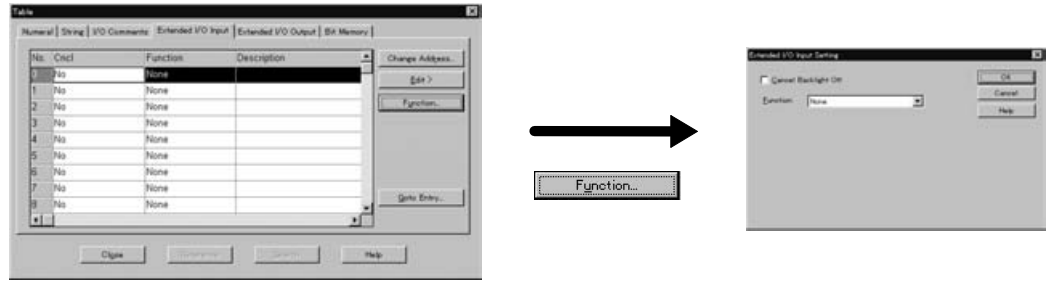 Table
Numeral String I/O Comments Extended I/O Input Extended I/O Output Bit Memory
No. Cncl Function Description
0 No None
1 No None
2 No None
3 No None
4 No None
5 No None
6 No None
7 No None
8 No None
Change Address...
Edit >
Function...
Goto Entry...
Close
Help
Function...
Extended I/O Input Setting
Cancel Backlight Off
Function: None
OK
Cancel
Help